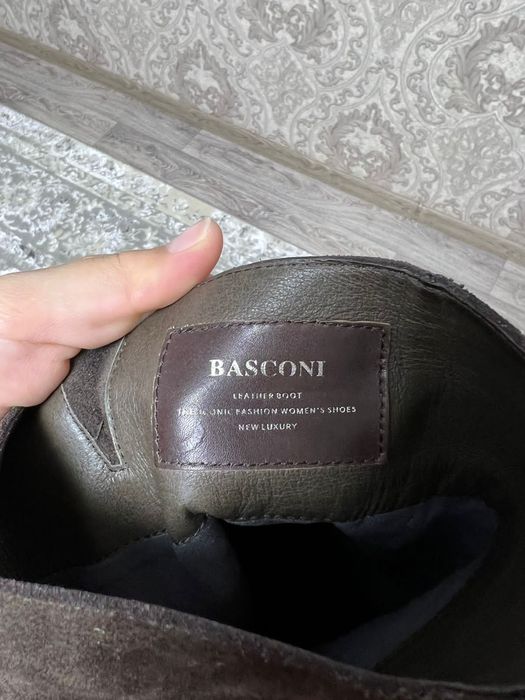 BASCONI
LEATHER BOOT
THE ICONIC FASHION WOMEN'S SHOES
NEW LUXURY